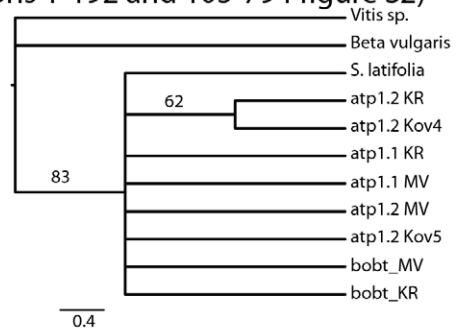 Vitis sp.
Beta vulgaris
S. latifolia
62
atp1.2 KR
atp1.2 Kov4
atp1.1 KR
83
atp1.1 MV
atp1.2 MV
atp1.2 Kov5
bobt_MV
bobt_KR
0.4